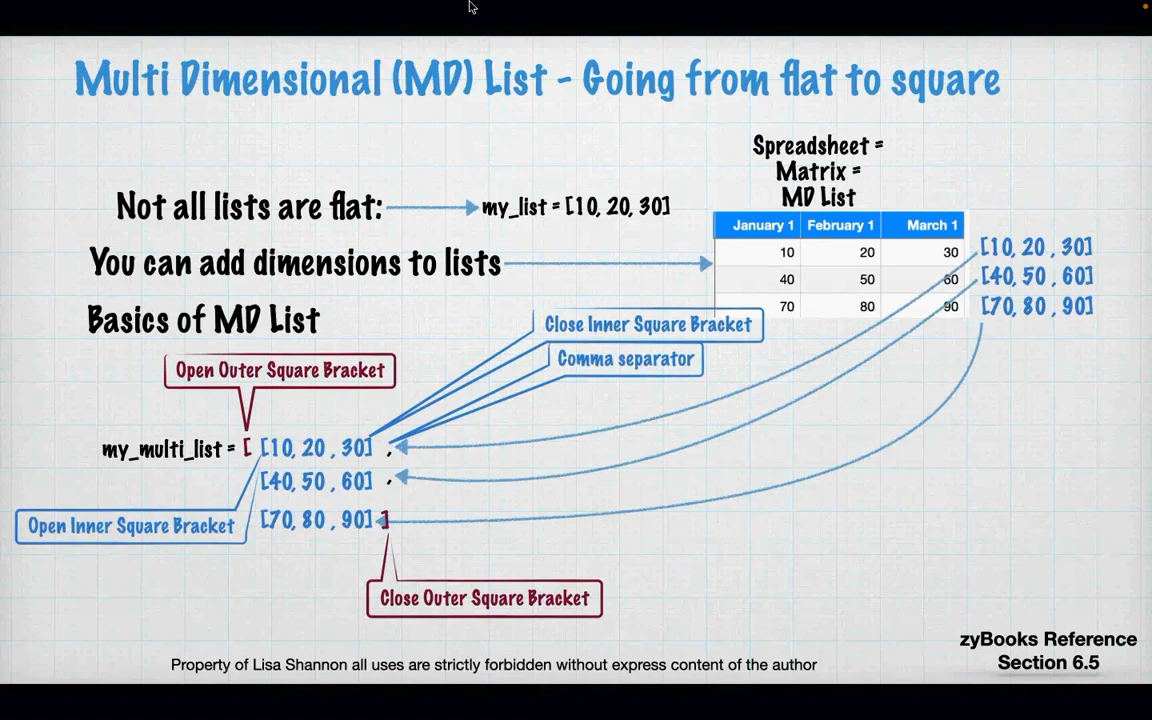 Multi Dimensional (MD) List - Going from flat to square
Spreadsheet =
Matrix =
MD List
Not all lists are flat:
my_list = [10, 20, 30]
January 1 February 1 March 1
10 20 30
40 50 60
70 80 90
[10, 20 , 30]
[40, 50 , 60]
[70, 80 , 90]
You can add dimensions to lists
Basics of MD List
Close Inner Square Bracket
Comma separator
Open Outer Square Bracket
my_multi_list = [ [10, 20 , 30] ,
[40, 50 , 60] ,
[70, 80 , 90] ]
Open Inner Square Bracket
Close Outer Square Bracket
zyBooks Reference
Section 6.5
Property of Lisa Shannon all uses are strictly forbidden without express content of the author